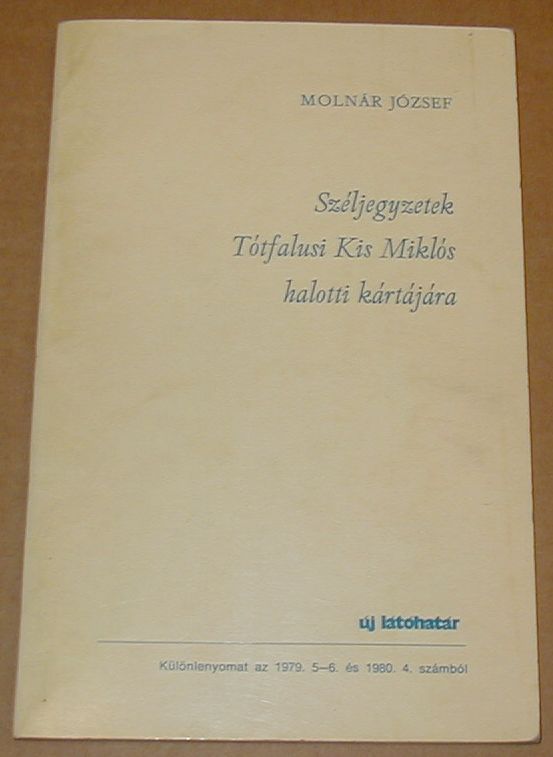 MOLNÁR JÓZSEF
Széljegyzetek
Tótfalusi Kis Miklós
halotti kártájára
új látóhatár
Különlenyomat az 1979. 5–6. és 1980. 4. számból